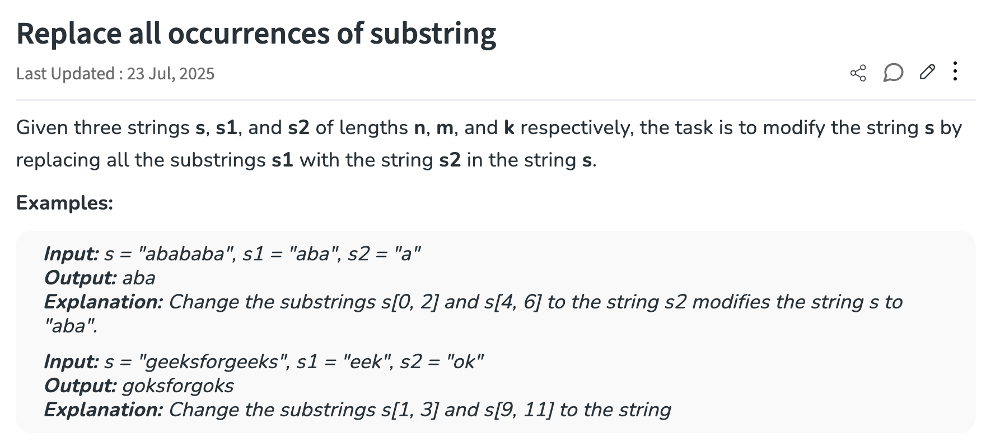 Replace all occurrences of substring
Last Updated : 23 Jul, 2025
Given three strings s, s1, and s2 of lengths n, m, and k respectively, the task is to modify the string s by
replacing all the substrings s1 with the string s2 in the string s.
Examples:
Input: s = "abababa", s1 = "aba", s2 = "a"
Output: aba
Explanation: Change the substrings s[0, 2] and s[4, 6] to the string s2 modifies the string s to
"aba".
Input: s = "geeksforgeeks", s1 = "eek", s2 = "ok"
Output: goksforgoks
Explanation: Change the substrings s[1, 3] and s[9, 11] to the string